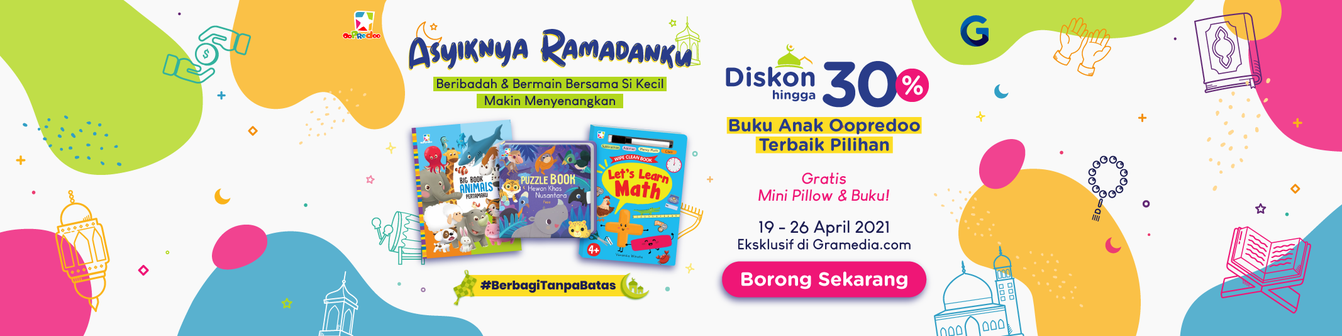 OOPREDOO
ASYIKNYA RAMADANKU
Beribadah & Bermain Bersama Si Kecil
Makin Menyenangkan
BIG BOOK
ANIMALS
PERTAMAKU
PUZZLE BOOK
Hewan Khas
Nusantara
WIPE CLEAN BOOK
Let's Learn
Math
4+
#BerbagiTanpaBatas
G
Diskon
hingga
30%
Buku Anak Oopredoo
Terbaik Pilihan
Gratis
Mini Pillow & Buku!
19 - 26 April 2021
Eksklusif di Gramedia.com
Borong Sekarang